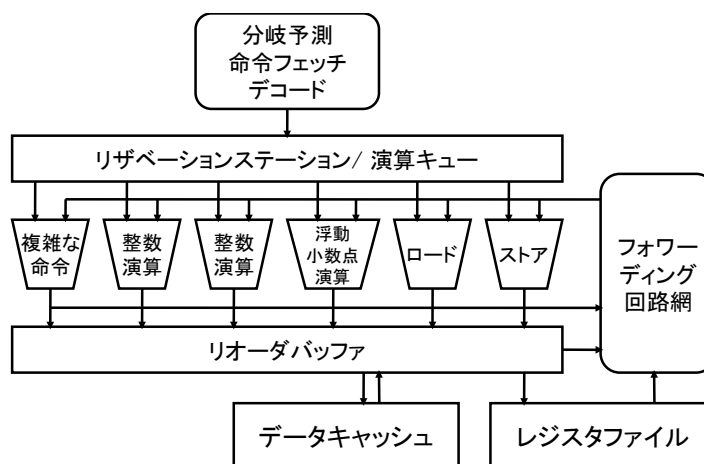 分岐予測
命令フェッチ
デコード
リザベーションステーション/ 演算キュー
複雑な
命令
整数
演算
整数
演算
浮動
小数点
演算
ロード
ストア
フォワー
ディング
回路網
リオーダバッファ
データキャッシュ
レジスタファイル